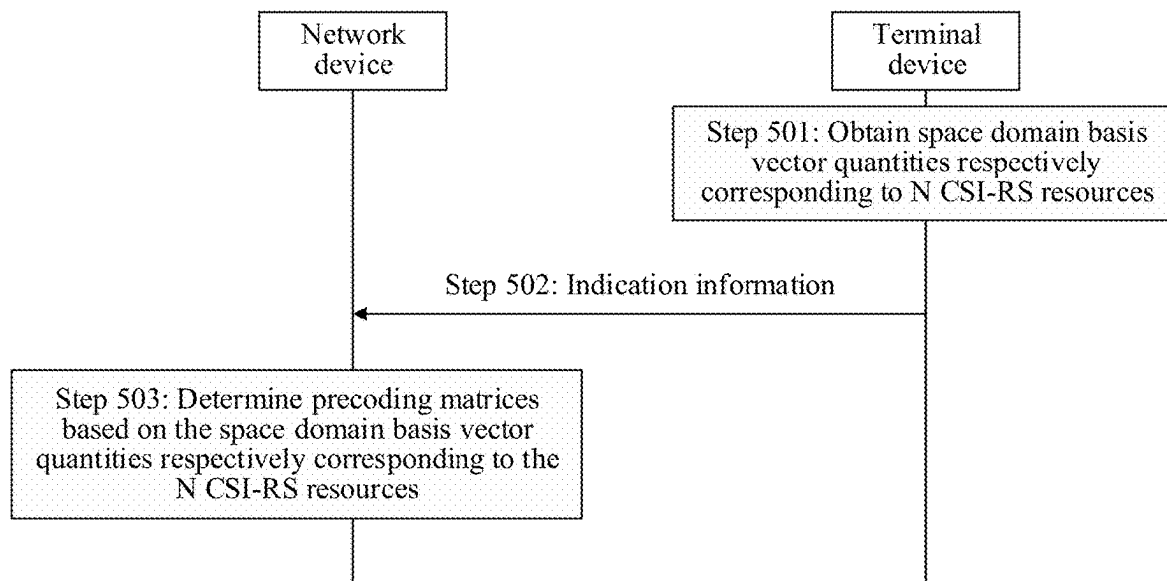 Network
device
Terminal
device
Step 501: Obtain space domain basis
vector quantities respectively
corresponding to N CSI-RS resources
Step 502: Indication information
Step 503: Determine precoding matrices
based on the space domain basis vector
quantities respectively corresponding to the
N CSI-RS resources